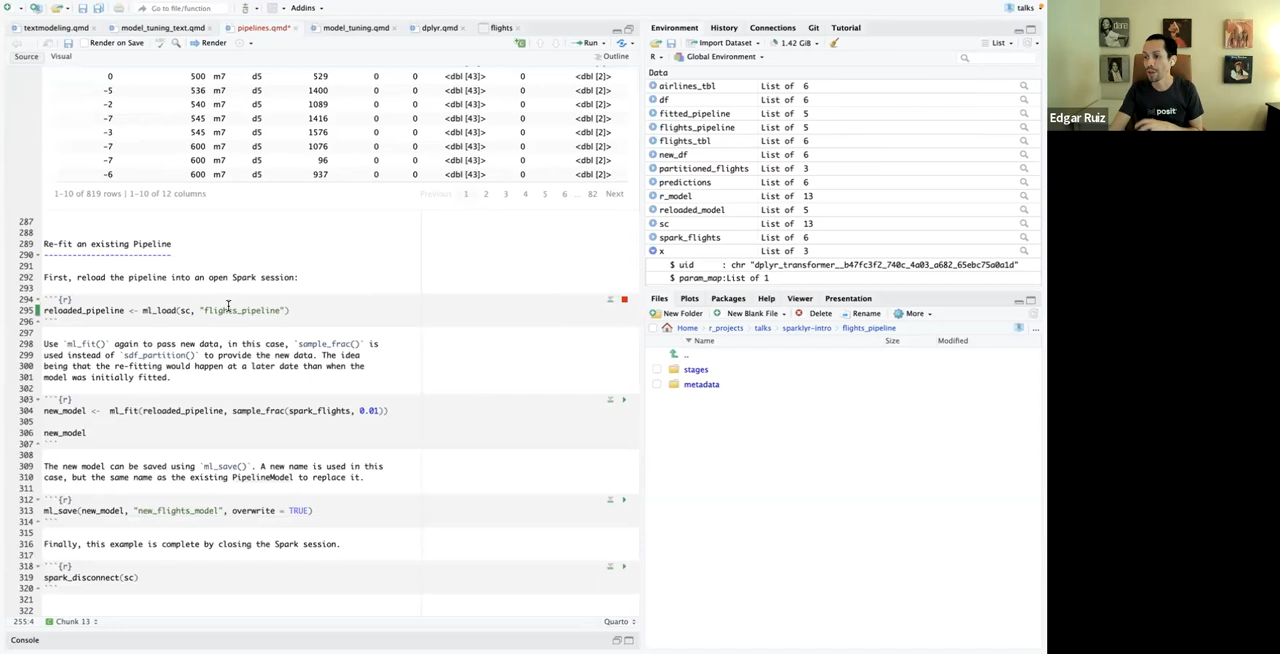 Go to file/function
Addins
talks
textmodeling.qmd
model_tuning_text.qmd
pipelines.qmd*
model_tuning.qmd
dplyr.qmd
flights
Render on Save
Render
Run
Source
Visual
Outline
0 500 m7 d5 529 0 0 <dbl [43]> <dbl [2]>
-5 536 m7 d5 1400 0 0 <dbl [43]> <dbl [2]>
-2 540 m7 d5 1089 0 0 <dbl [43]> <dbl [2]>
-7 545 m7 d5 1416 0 0 <dbl [43]> <dbl [2]>
-3 545 m7 d5 1576 0 0 <dbl [43]> <dbl [2]>
-7 600 m7 d5 1076 0 0 <dbl [43]> <dbl [2]>
-7 600 m7 d5 96 0 0 <dbl [43]> <dbl [2]>
-6 600 m7 d5 937 0 0 <dbl [43]> <dbl [2]>
1-10 of 819 rows | 1-10 of 12 columns
Previous 1 2 3 4 5 6 ... 82 Next
287
288
289 Re-fit an existing Pipeline
290 ---------------------------
291
292 First, reload the pipeline into an open Spark session:
293
294 ```{r}
295 reloaded_pipeline <- ml_load(sc, "flights_pipeline")
296 ```
297
298 Use `ml_fit()` again to pass new data, in this case, `sample_frac()` is
299 used instead of `sdf_partition()` to provide the new data. The idea
300 being that the re-fitting would happen at a later date than when the
301 model was initially fitted.
302
303 ```{r}
304 new_model <- ml_fit(reloaded_pipeline, sample_frac(spark_flights, 0.01))
305
306 new_model
307 ```
308
309 The new model can be saved using `ml_save()`. A new name is used in this
310 case, but the same name as the existing PipelineModel to replace it.
311
312 ```{r}
313 ml_save(new_model, "new_flights_model", overwrite = TRUE)
314 ```
315
316 Finally, this example is complete by closing the Spark session.
317
318 ```{r}
319 spark_disconnect(sc)
320 ```
321
322
255:4 Chunk 13
Quarto
Console
Environment History Connections Git Tutorial
Import Dataset 1.42 GiB List
R Global Environment
Data
airlines_tbl List of 6
df List of 6
fitted_pipeline List of 5
flights_pipeline List of 5
flights_tbl List of 6
new_df List of 6
partitioned_flights List of 3
predictions List of 6
r_model List of 13
reloaded_model List of 5
sc List of 13
spark_flights List of 6
x List of 3
$ uid : chr "dplyr_transformer__b47fc3f2_740c_4a03_a682_65ebc75a0a1d"
$ param_map:List of 1
Files Plots Packages Help Viewer Presentation
New Folder New Blank File Delete Rename More
Home r_projects talks sparklyr-intro flights_pipeline
Name Size Modified
..
stages
metadata
posit
Edgar Ruiz